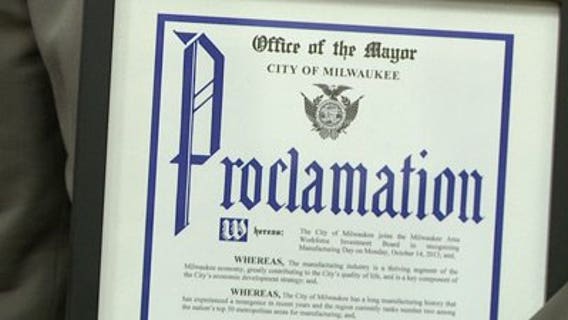 Office of the Mayor
CITY OF MILWAUKEE
Proclamation
Whereas: The City of Milwaukee joins the Milwaukee Area
Workforce Investment Board in recognizing
Manufacturing Day on Monday, October 14, 2013; and,
WHEREAS, The manufacturing industry is a thriving segment of the
Milwaukee economy, greatly contributing to the City's quality of life, and is a key component of
the City's economic development strategy; and,
WHEREAS, The City of Milwaukee has a long manufacturing history that
has experienced a resurgence in recent years and the region currently ranks number two among
the nation's top 50 metropolitan areas for manufacturing; and,